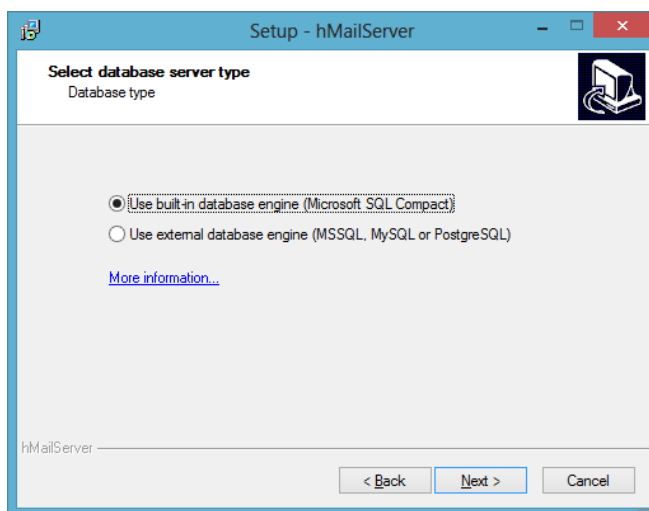 Setup - hMailServer
Select database server type
Database type
Use built-in database engine (Microsoft SQL Compact)
Use external database engine (MSSQL, MySQL or PostgreSQL)
More information...
hMailServer
< Back
Next >
Cancel